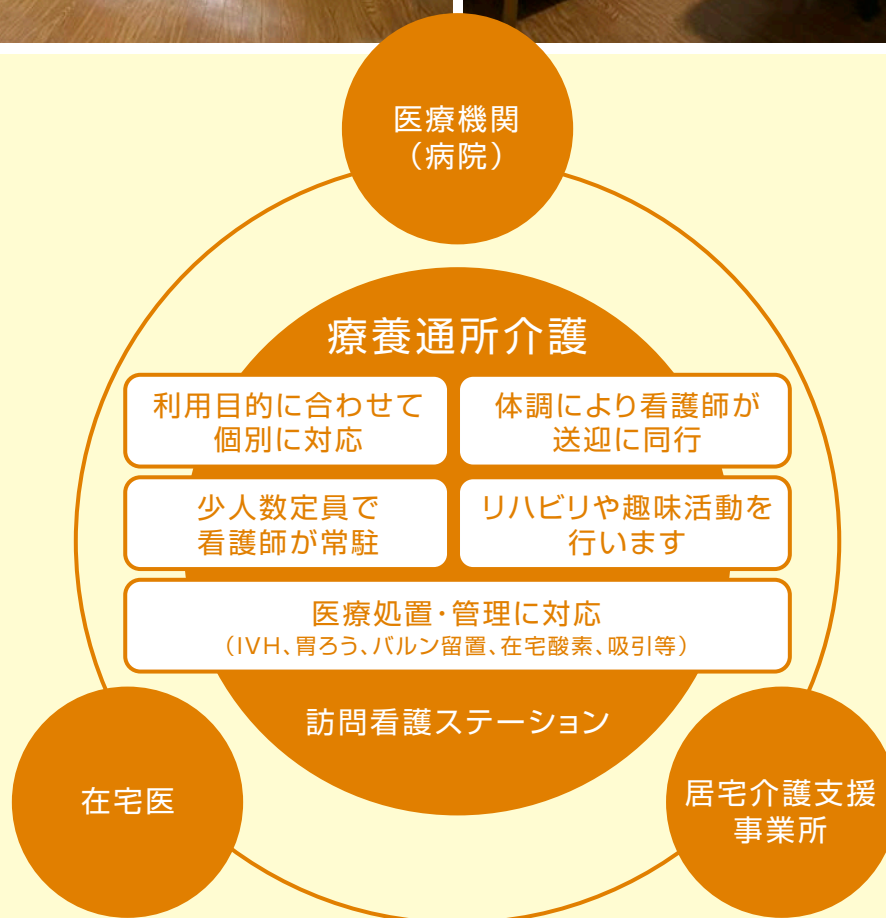 医療機関
（病院）
療養通所介護
利用目的に合わせて
個別に対応
体調により看護師が
送迎に同行
少人数定員で
看護師が常駐
リハビリや趣味活動を
行います
医療処置・管理に対応
（IVH、胃ろう、バルン留置、在宅酸素、吸引等）
訪問看護ステーション
在宅医
居宅介護支援
事業所